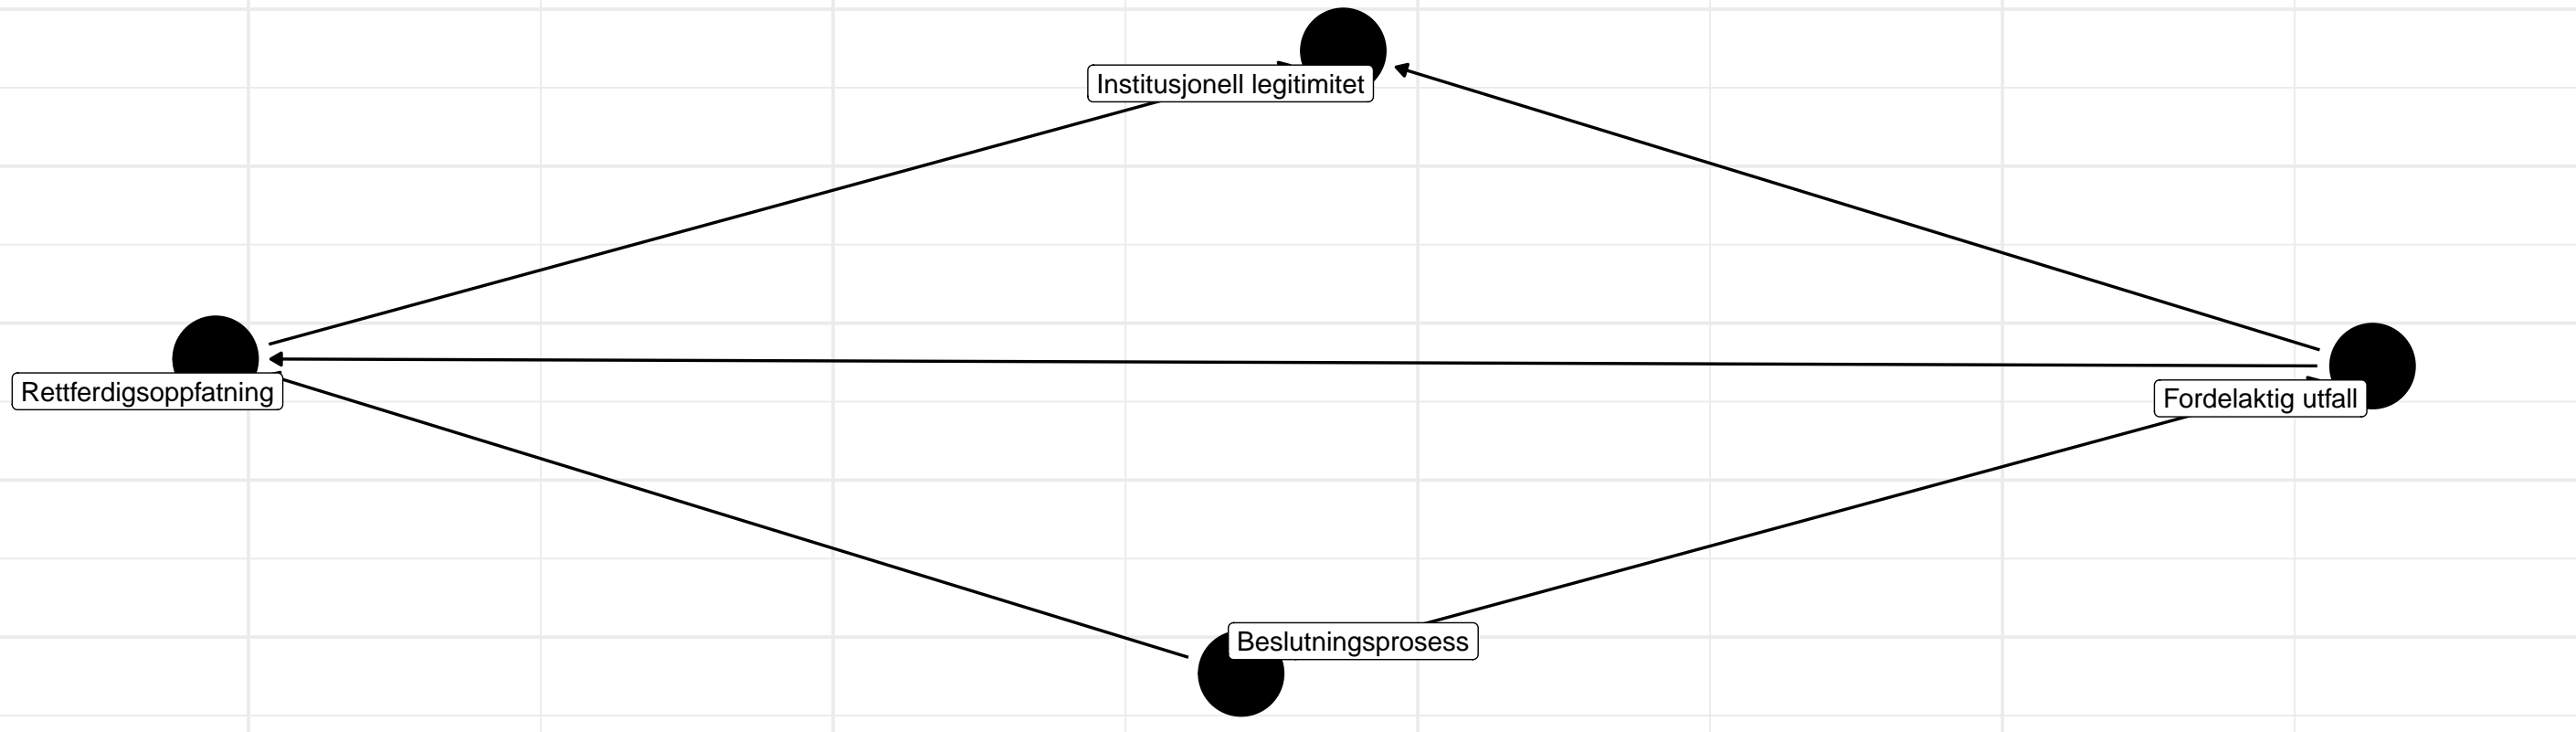 Institusjonell legitimitet
Rettferdigsoppfatning
Fordelaktig utfall
Beslutningsprosess